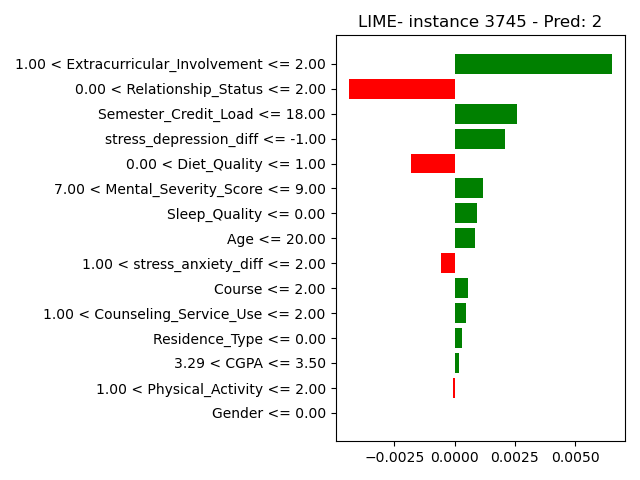 LIME- instance 3745 - Pred: 2
1.00 < Extracurricular_Involvement <= 2.00
0.00 < Relationship_Status <= 2.00
Semester_Credit_Load <= 18.00
stress_depression_diff <= -1.00
0.00 < Diet_Quality <= 1.00
7.00 < Mental_Severity_Score <= 9.00
Sleep_Quality <= 0.00
Age <= 20.00
1.00 < stress_anxiety_diff <= 2.00
Course <= 2.00
1.00 < Counseling_Service_Use <= 2.00
Residence_Type <= 0.00
3.29 < CGPA <= 3.50
1.00 < Physical_Activity <= 2.00
Gender <= 0.00
−0.0025 0.0000 0.0025 0.0050